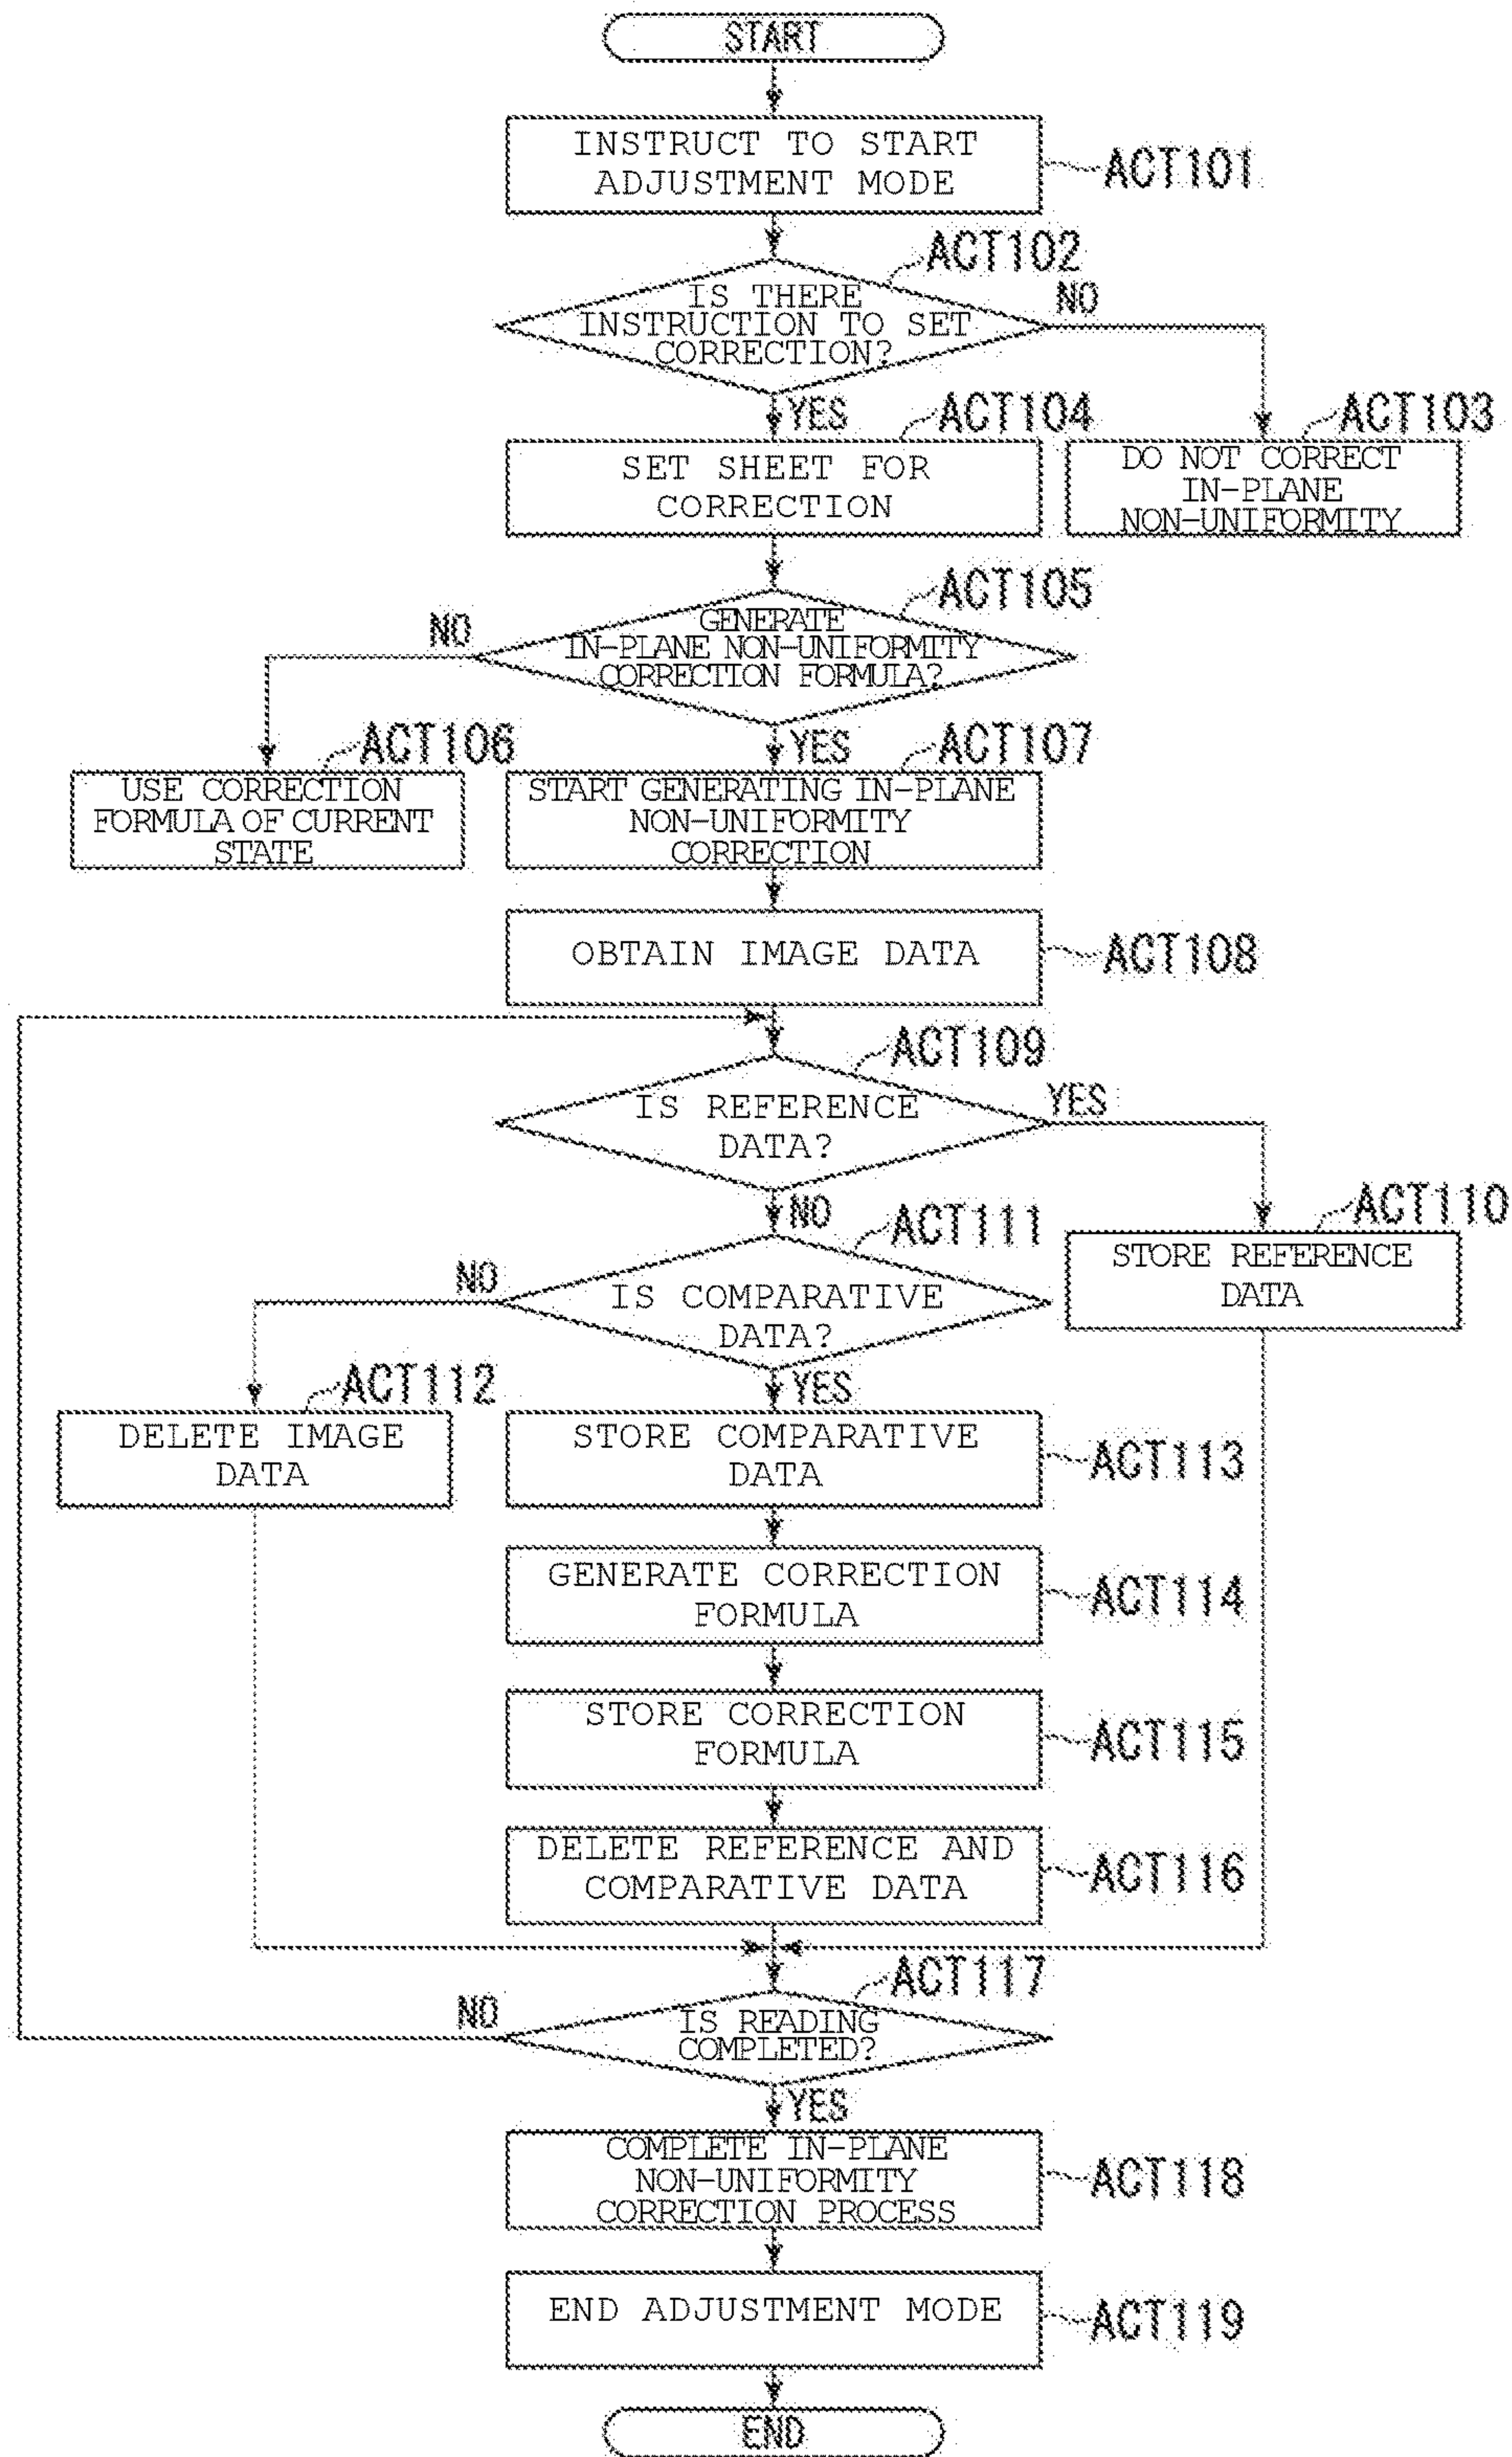 START
INSTRUCT TO START
ADJUSTMENT MODE
ACT101
ACT102
IS THERE
INSTRUCTION TO SET
CORRECTION?
NO
YES
ACT104
SET SHEET FOR
CORRECTION
ACT103
DO NOT CORRECT
IN-PLANE
NON-UNIFORMITY
ACT105
GENERATE
IN-PLANE NON-UNIFORMITY
CORRECTION FORMULA?
NO
ACT106
USE CORRECTION
FORMULA OF CURRENT
STATE
YES
ACT107
START GENERATING IN-PLANE
NON-UNIFORMITY
CORRECTION
OBTAIN IMAGE DATA
ACT108
ACT109
IS REFERENCE
DATA?
YES
NO
ACT110
STORE REFERENCE
DATA
ACT111
IS COMPARATIVE
DATA?
NO
ACT112
DELETE IMAGE
DATA
YES
STORE COMPARATIVE
DATA
ACT113
GENERATE CORRECTION
FORMULA
ACT114
STORE CORRECTION
FORMULA
ACT115
DELETE REFERENCE AND
COMPARATIVE DATA
ACT116
ACT117
IS READING
COMPLETED?
NO
YES
COMPLETE IN-PLANE
NON-UNIFORMITY
CORRECTION PROCESS
ACT118
END ADJUSTMENT MODE
ACT119
END